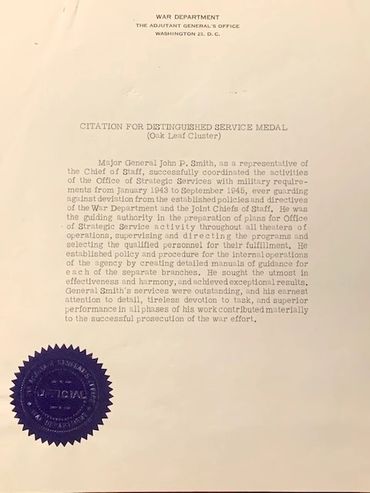 WAR DEPARTMENT
THE ADJUTANT GENERAL'S OFFICE
WASHINGTON 25, D. C.
CITATION FOR DISTINGUISHED SERVICE MEDAL
(Oak Leaf Cluster)
Major General John P. Smith, as a representative of
the Chief of Staff, successfully coordinated the activities
of the Office of Strategic Services with military require-
ments from January 1943 to September 1945, ever guarding
against deviation from the established policies and directives
of the War Department and the Joint Chiefs of Staff. He was
the guiding authority in the preparation of plans for Office
of Strategic Service activity throughout all theaters of
operations, supervising and directing the programs and
selecting the qualified personnel for their fulfillment. He
established policy and procedure for the internal operations
of the agency by creating detailed manuals of guidance for
each of the separate branches. He sought the utmost in
effectiveness and harmony, and achieved exceptional results.
General Smith's services were outstanding, and his earnest
attention to detail, tireless devotion to task, and superior
performance in all phases of his work contributed materially
to the successful prosecution of the war effort.
THE ADJUTANT GENERAL'S OFFICE
OFFICIAL
WAR DEPARTMENT